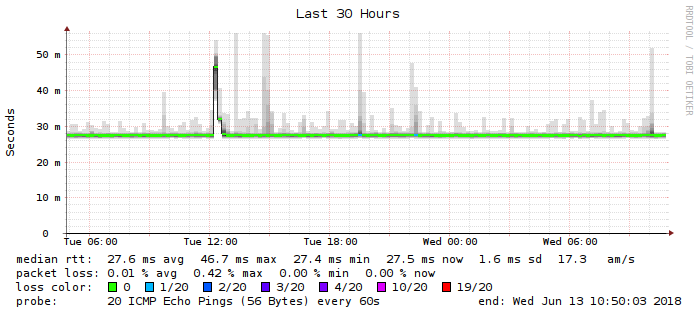 Last 30 Hours
RRDTOOL / TOBI OETIKER
Seconds
50 m
40 m
30 m
20 m
10 m
0
Tue 06:00 Tue 12:00 Tue 18:00 Wed 00:00 Wed 06:00
median rtt: 27.6 ms avg 46.7 ms max 27.4 ms min 27.5 ms now 1.6 ms sd 17.3 am/s
packet loss: 0.01 % avg 0.42 % max 0.00 % min 0.00 % now
loss color: 0 1/20 2/20 3/20 4/20 10/20 19/20
probe: 20 ICMP Echo Pings (56 Bytes) every 60s end: Wed Jun 13 10:50:03 2018